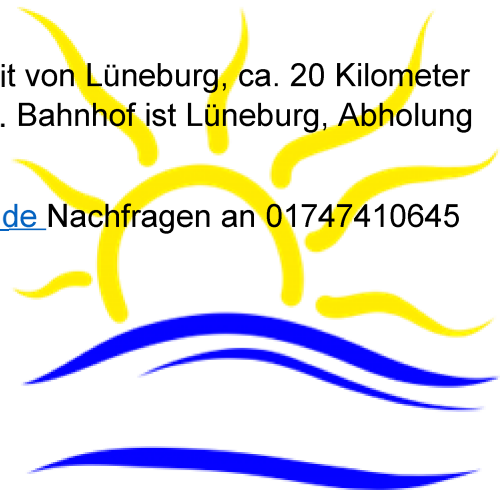 it von Lüneburg, ca. 20 Kilometer
. Bahnhof ist Lüneburg, Abholung
de Nachfragen an 01747410645